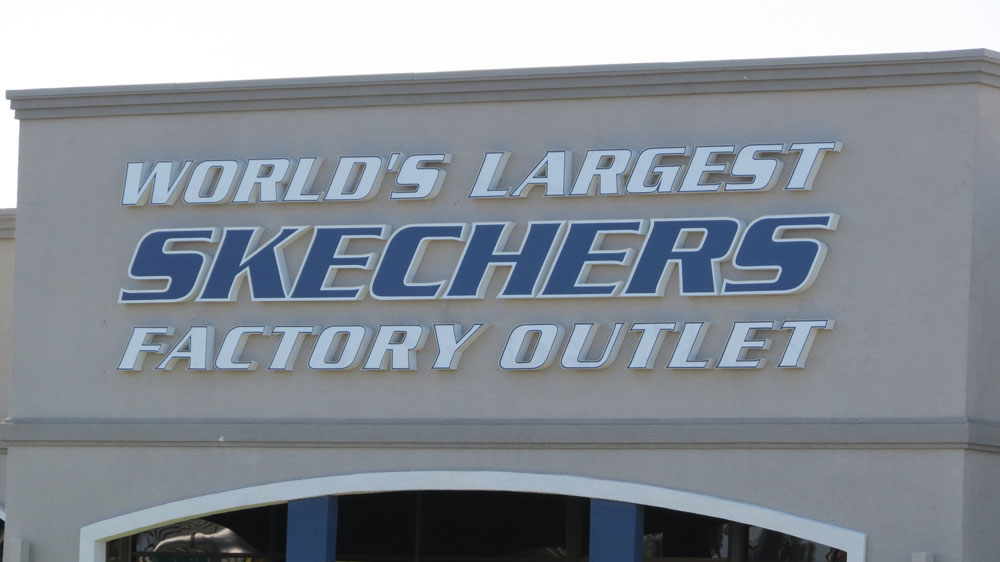 WORLD'S LARGEST
SKECHERS
FACTORY OUTLET